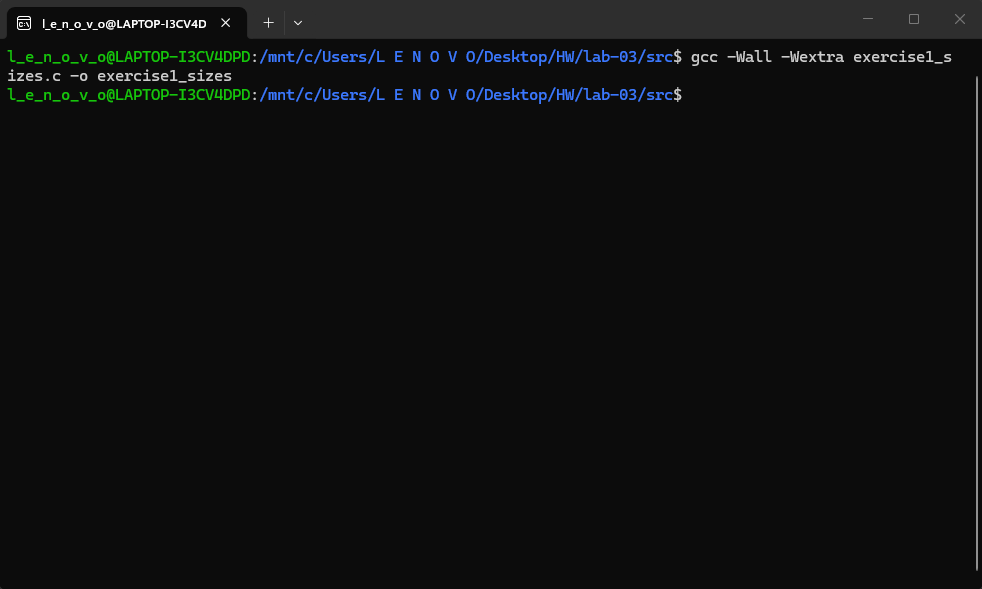 l_e_n_o_v_o@LAPTOP-I3CV4D
l_e_n_o_v_o@LAPTOP-I3CV4DPD:/mnt/c/Users/L E N O V O/Desktop/HW/lab-03/src$ gcc -Wall -Wextra exercise1_s
izes.c -o exercise1_sizes
l_e_n_o_v_o@LAPTOP-I3CV4DPD:/mnt/c/Users/L E N O V O/Desktop/HW/lab-03/src$